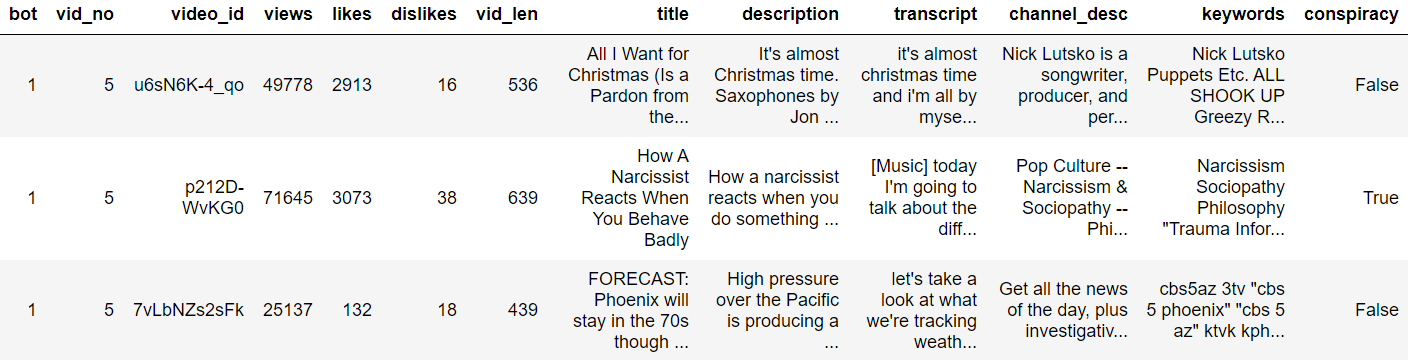 bot vid_no video_id views likes dislikes vid_len title description transcript channel_desc keywords conspiracy
1 5 u6sN6K-4_qo 49778 2913 16 536
All I Want for
Christmas (Is a
Pardon from
the...
It's almost
Christmas time.
Saxophones by
Jon ...
it's almost
christmas time
and i'm all by
myse...
Nick Lutsko is a
songwriter,
producer, and
per...
Nick Lutsko
Puppets Etc. ALL
SHOOK UP
Greezy R...
False
1 5
p212D-
WvKG0
71645 3073 38 639
How A
Narcissist
Reacts When
You Behave
Badly
How a narcissist
reacts when you
do something ...
[Music] today
I'm going to
talk about the
diff...
Pop Culture --
Narcissism &
Sociopathy --
Phi...
Narcissism
Sociopathy
Philosophy
"Trauma Infor...
True
1 5 7vLbNZs2sFk 25137 132 18 439
FORECAST:
Phoenix will
stay in the 70s
though ...
High pressure
over the Pacific
is producing a
...
let's take a
look at what
we're tracking
weath...
Get all the news
of the day, plus
investigativ...
cbs5az 3tv "cbs
5 phoenix" "cbs 5
az" ktvk kph...
False